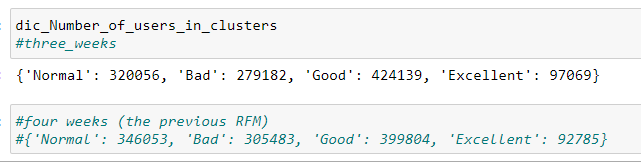 dic_Number_of_users_in_clusters
#three_weeks
{'Normal': 320056, 'Bad': 279182, 'Good': 424139, 'Excellent': 97069}
#four weeks (the previous RFM)
#{'Normal': 346053, 'Bad': 305483, 'Good': 399804, 'Excellent': 92785}